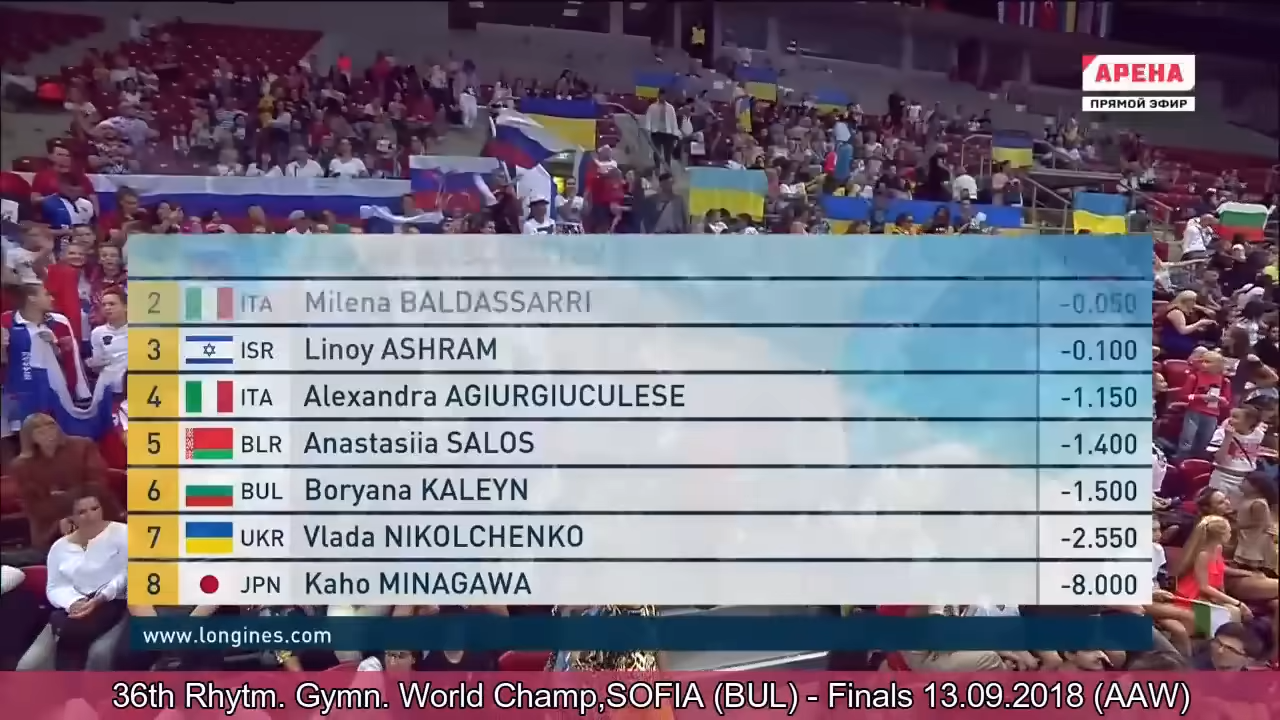 АРЕНА
ПРЯМОЙ ЭФИР
2 ITA Milena BALDASSARRI -0.050
3 ISR Linoy ASHRAM -0.100
4 ITA Alexandra AGIURGIUCULESE -1.150
5 BLR Anastasiia SALOS -1.400
6 BUL Boryana KALEYN -1.500
7 UKR Vlada NIKOLCHENKO -2.550
8 JPN Kaho MINAGAWA -8.000
www.longines.com
36th Rhytm. Gymn. World Champ,SOFIA (BUL) - Finals 13.09.2018 (AAW)